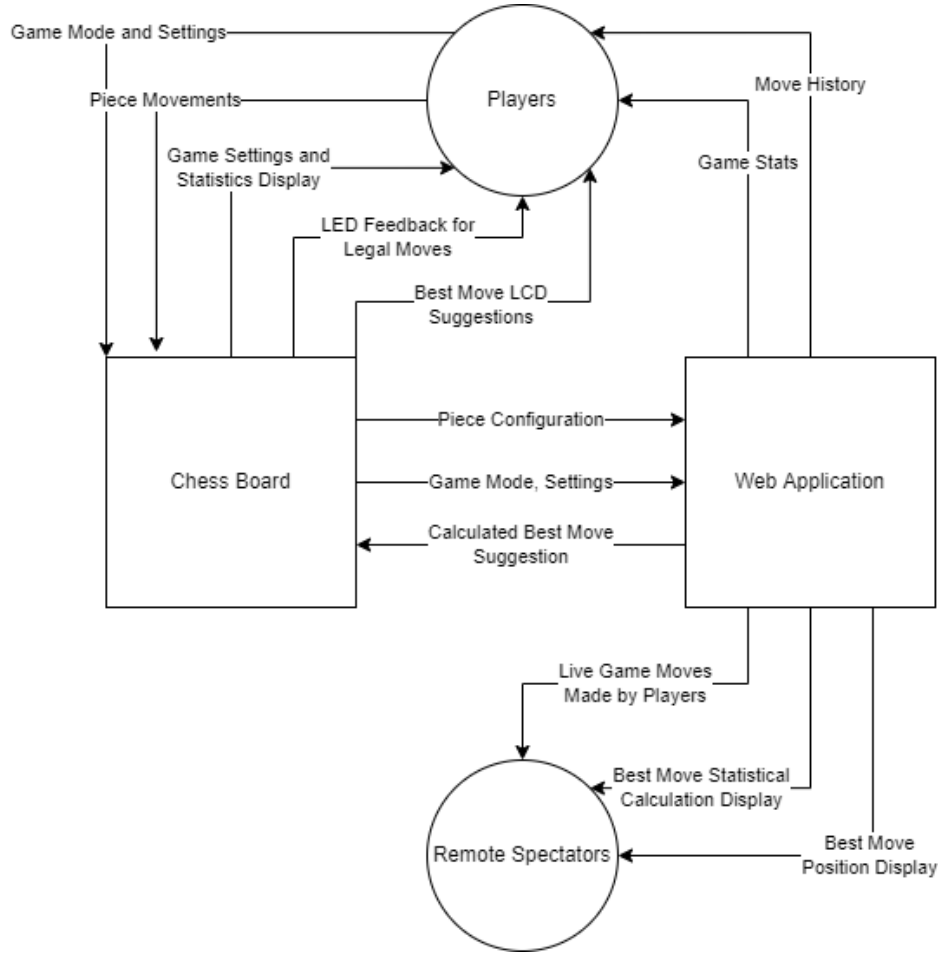 Game Mode and Settings
Players
Move History
Piece Movements
Game Stats
Game Settings and
Statistics Display
LED Feedback for
Legal Moves
Best Move LCD
Suggestions
Piece Configuration
Chess Board
Game Mode, Settings
Web Application
Calculated Best Move
Suggestion
Live Game Moves
Made by Players
Best Move Statistical
Calculation Display
Remote Spectators
Best Move
Position Display